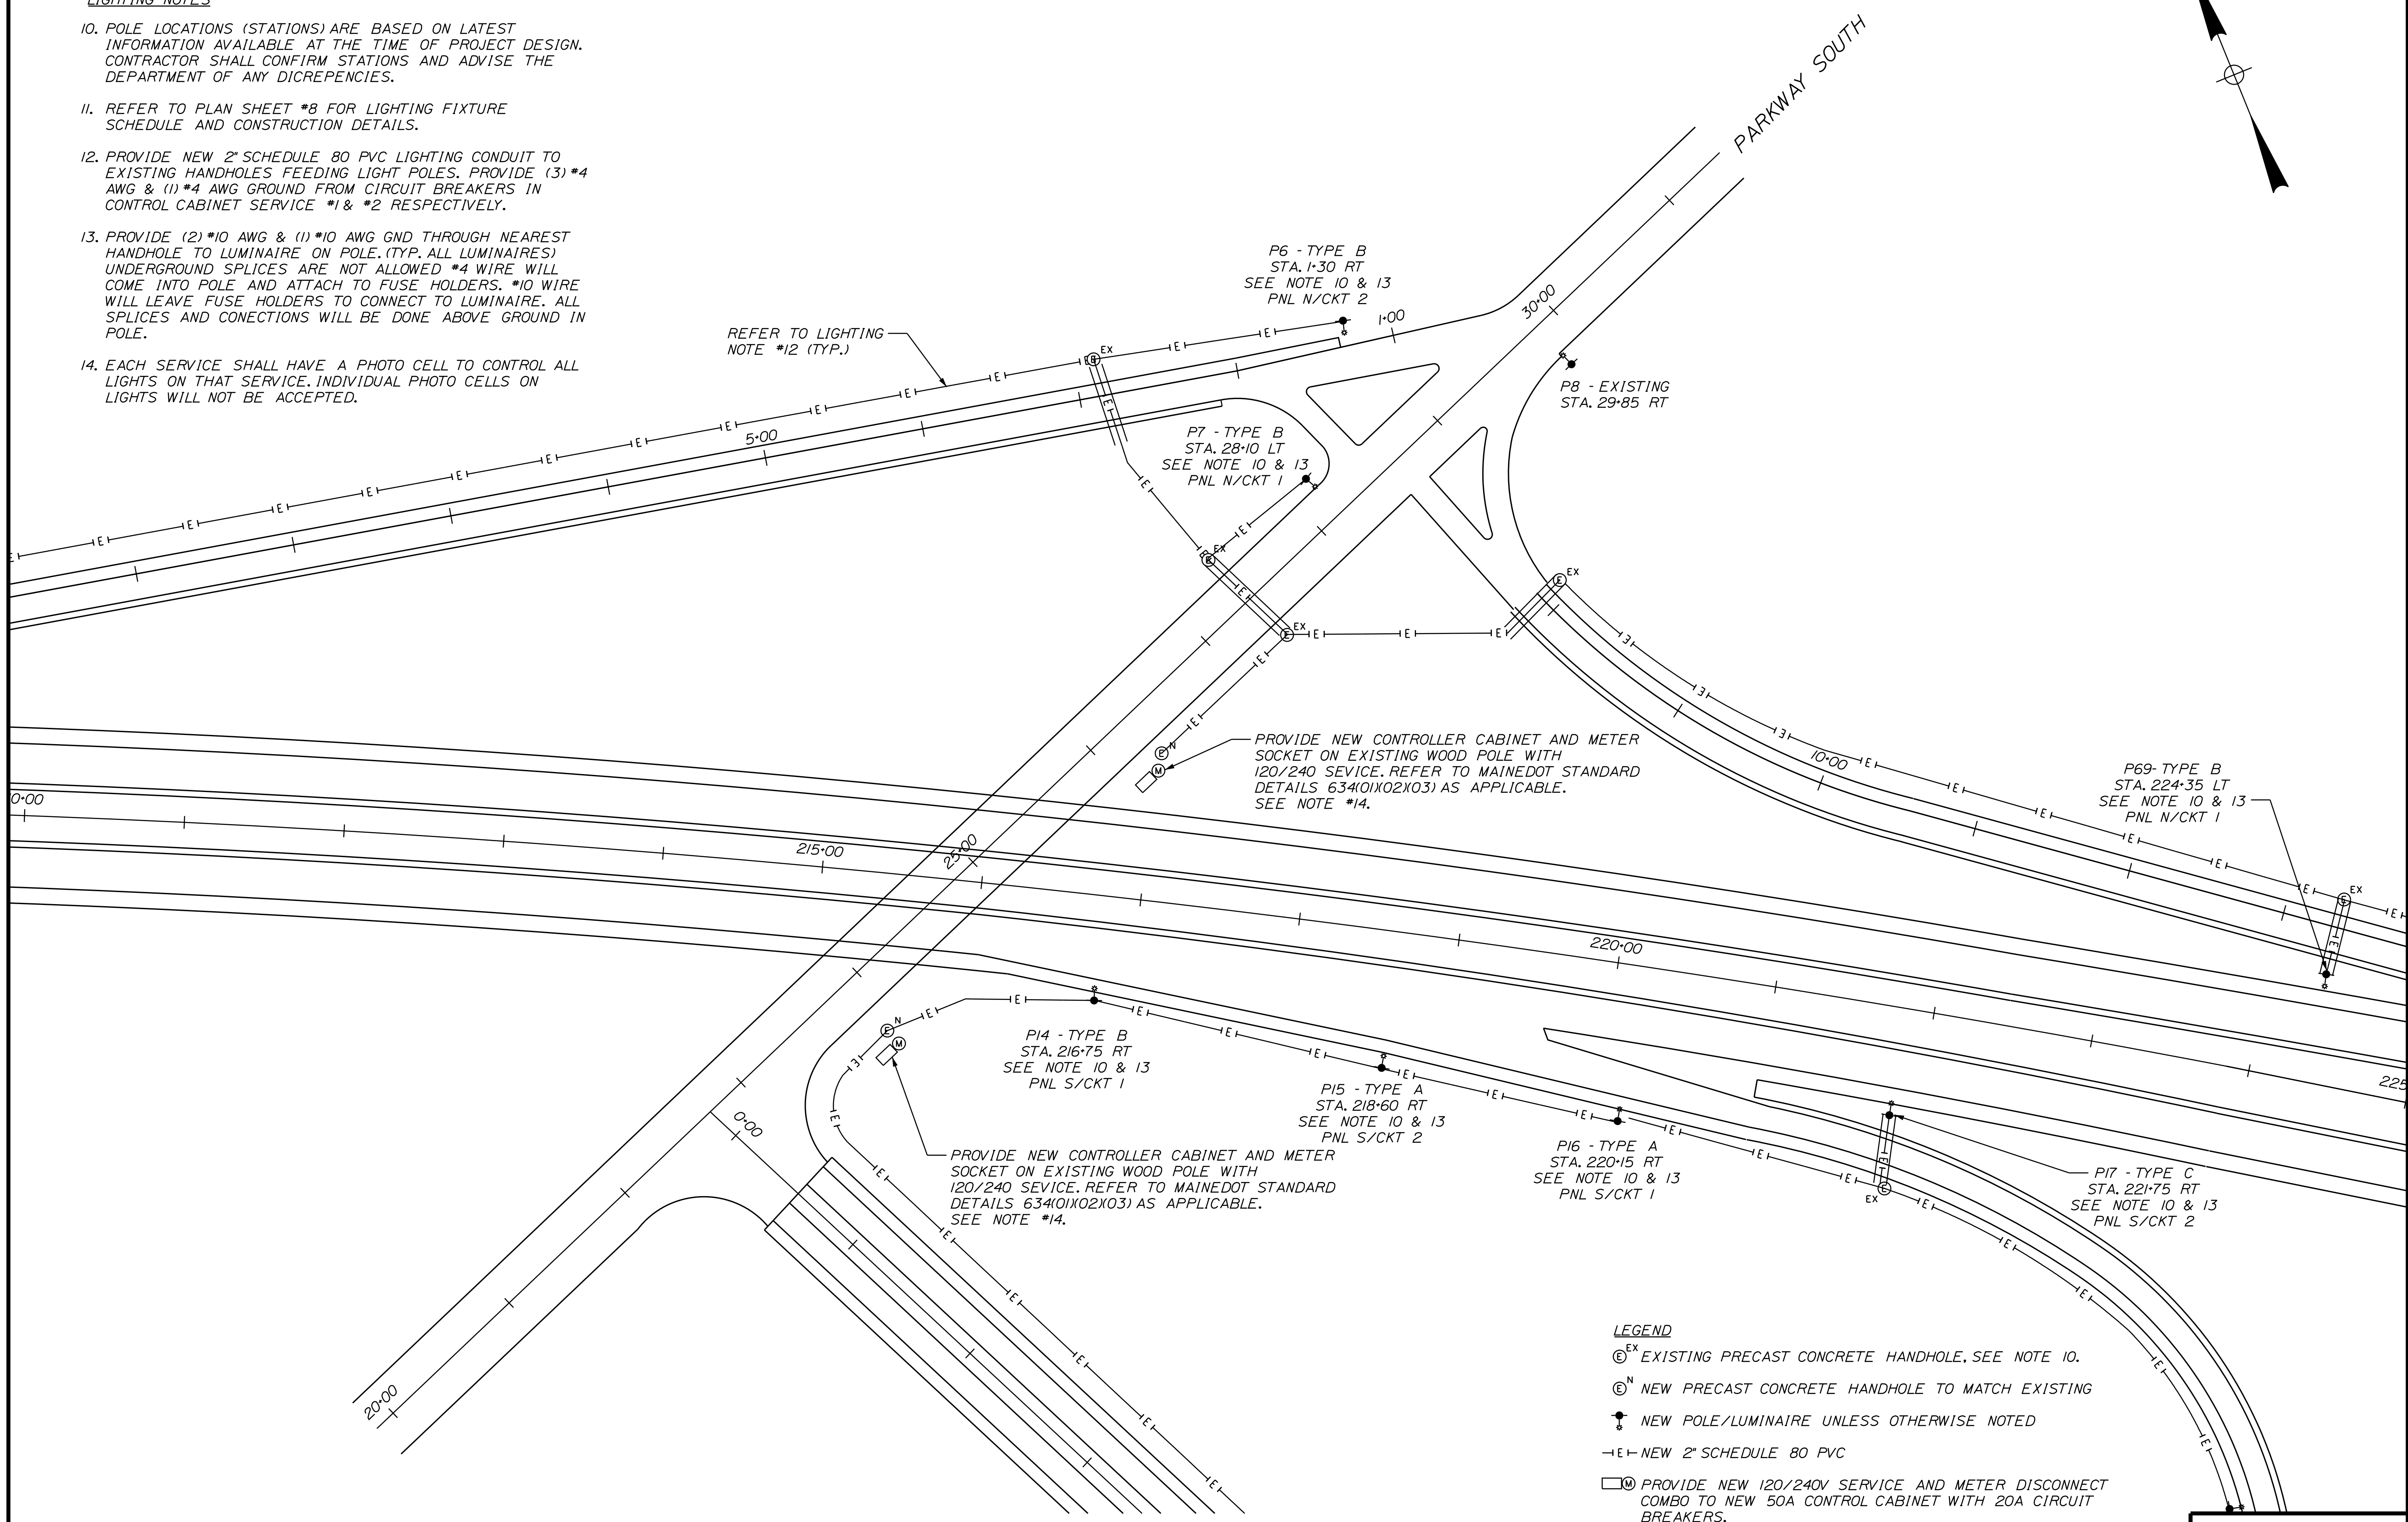 LIGHTING NOTES
10. POLE LOCATIONS (STATIONS) ARE BASED ON LATEST
INFORMATION AVAILABLE AT THE TIME OF PROJECT DESIGN.
CONTRACTOR SHALL CONFIRM STATIONS AND ADVISE THE
DEPARTMENT OF ANY DICREPENCIES.
11. REFER TO PLAN SHEET #8 FOR LIGHTING FIXTURE
SCHEDULE AND CONSTRUCTION DETAILS.
12. PROVIDE NEW 2" SCHEDULE 80 PVC LIGHTING CONDUIT TO
EXISTING HANDHOLES FEEDING LIGHT POLES. PROVIDE (3) #4
AWG & (1) #4 AWG GROUND FROM CIRCUIT BREAKERS IN
CONTROL CABINET SERVICE #1 & #2 RESPECTIVELY.
13. PROVIDE (2) #10 AWG & (1) #10 AWG GND THROUGH NEAREST
HANDHOLE TO LUMINAIRE ON POLE. (TYP. ALL LUMINAIRES)
UNDERGROUND SPLICES ARE NOT ALLOWED #4 WIRE WILL
COME INTO POLE AND ATTACH TO FUSE HOLDERS. #10 WIRE
WILL LEAVE FUSE HOLDERS TO CONNECT TO LUMINAIRE. ALL
SPLICES AND CONECTIONS WILL BE DONE ABOVE GROUND IN
POLE.
14. EACH SERVICE SHALL HAVE A PHOTO CELL TO CONTROL ALL
LIGHTS ON THAT SERVICE. INDIVIDUAL PHOTO CELLS ON
LIGHTS WILL NOT BE ACCEPTED.
PARKWAY SOUTH
P6 - TYPE B
STA. 1+30 RT
SEE NOTE 10 & 13
PNL N/CKT 2
REFER TO LIGHTING
NOTE #12 (TYP.)
1+00
30+00
P8 - EXISTING
STA. 29+85 RT
P7 - TYPE B
STA. 28+10 LT
SEE NOTE 10 & 13
PNL N/CKT 1
5+00
EX
EX
EX
EX
N
M
PROVIDE NEW CONTROLLER CABINET AND METER
SOCKET ON EXISTING WOOD POLE WITH
120/240 SEVICE. REFER TO MAINEDOT STANDARD
DETAILS 634(01)(02)(03) AS APPLICABLE.
SEE NOTE #14.
10+00
P69- TYPE B
STA. 224+35 LT
SEE NOTE 10 & 13
PNL N/CKT 1
EX
0+00
215+00
25+00
220+00
225
N
M
P14 - TYPE B
STA. 216+75 RT
SEE NOTE 10 & 13
PNL S/CKT 1
P15 - TYPE A
STA. 218+60 RT
SEE NOTE 10 & 13
PNL S/CKT 2
P16 - TYPE A
STA. 220+15 RT
SEE NOTE 10 & 13
PNL S/CKT 1
P17 - TYPE C
STA. 221+75 RT
SEE NOTE 10 & 13
PNL S/CKT 2
EX
0+00
PROVIDE NEW CONTROLLER CABINET AND METER
SOCKET ON EXISTING WOOD POLE WITH
120/240 SEVICE. REFER TO MAINEDOT STANDARD
DETAILS 634(01)(02)(03) AS APPLICABLE.
SEE NOTE #14.
20+00
LEGEND
E EX EXISTING PRECAST CONCRETE HANDHOLE, SEE NOTE 10.
E N NEW PRECAST CONCRETE HANDHOLE TO MATCH EXISTING
NEW POLE/LUMINAIRE UNLESS OTHERWISE NOTED
E NEW 2" SCHEDULE 80 PVC
M PROVIDE NEW 120/240V SERVICE AND METER DISCONNECT
COMBO TO NEW 50A CONTROL CABINET WITH 20A CIRCUIT
BREAKERS.